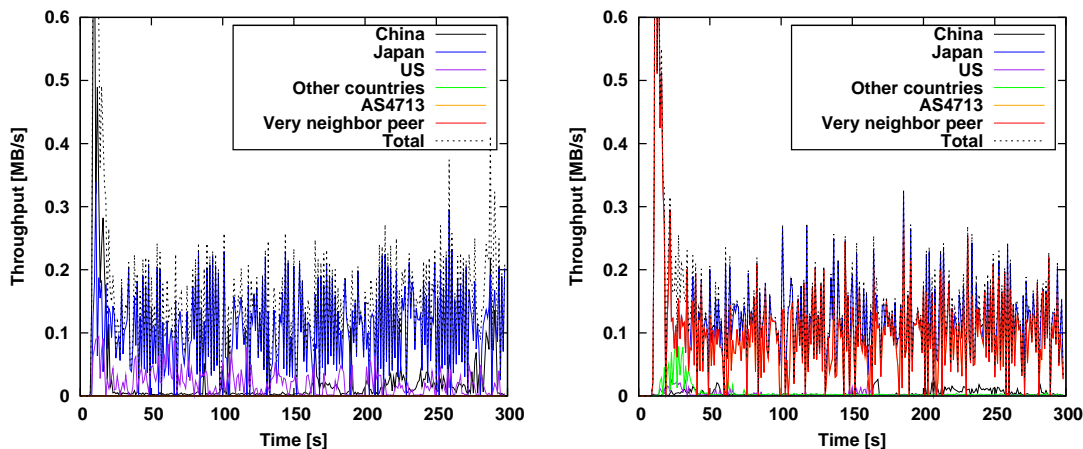 0.6
0.5
0.4
0.3
0.2
0.1
0
Throughput [MB/s]
China
Japan
US
Other countries
AS4713
Very neighbor peer
Total
0 50 100 150 200 250 300
Time [s]
0.6
0.5
0.4
0.3
0.2
0.1
0
Throughput [MB/s]
China
Japan
US
Other countries
AS4713
Very neighbor peer
Total
0 50 100 150 200 250 300
Time [s]